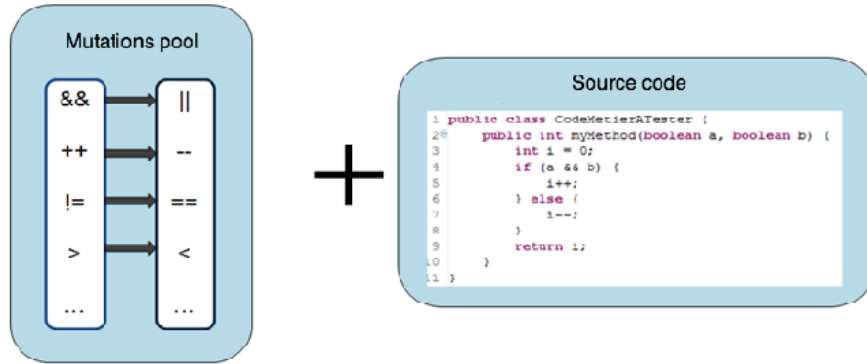 Mutations pool
&& ||
++ --
!= ==
> <
... ...
+
Source code
1 public class CodeMetierATester {
2 public int myMethod(boolean a, boolean b) {
3 int i = 0;
4 if (a && b) {
5 i++;
6 } else {
7 i--;
8 }
9 return i;
10 }
11 }